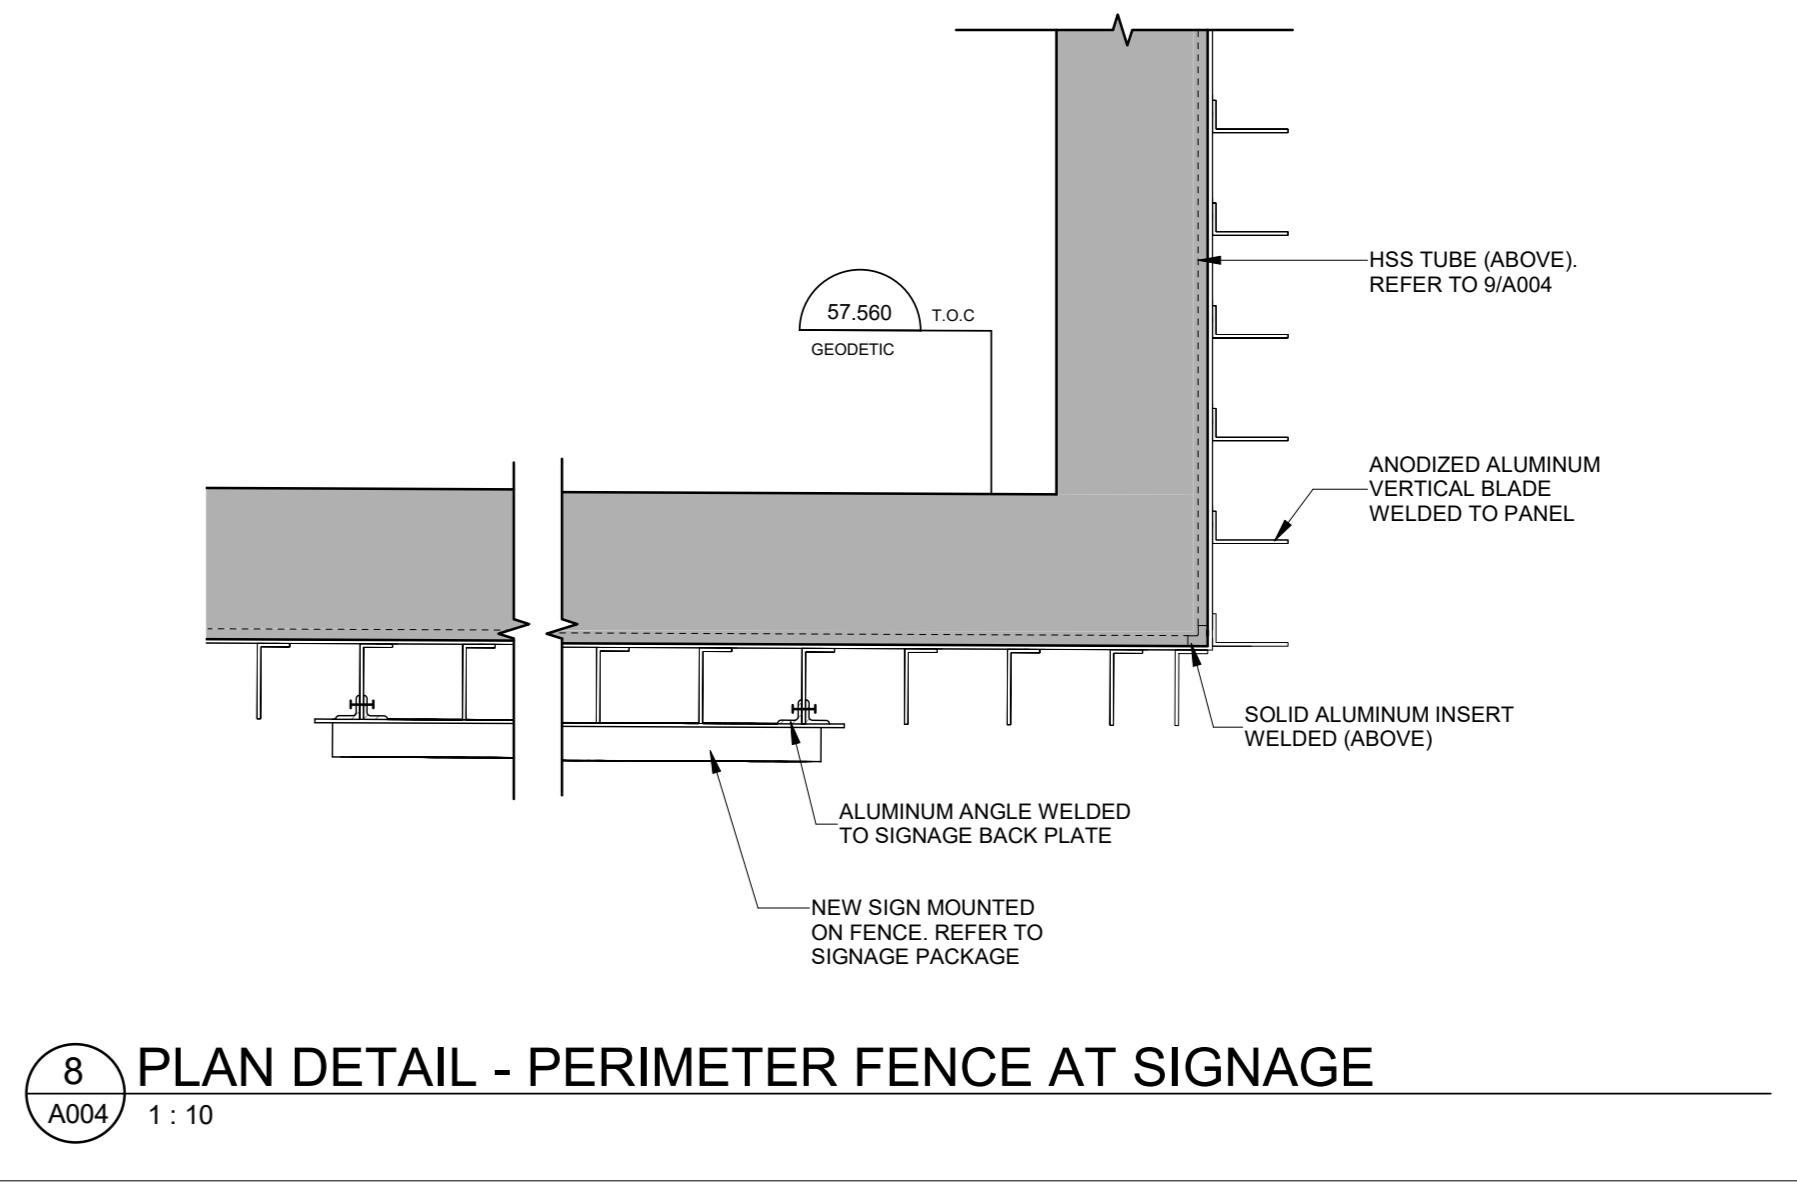 HSS TUBE (ABOVE).
REFER TO 9/A004
57.560
T.O.C
GEODETIC
ANODIZED ALUMINUM
VERTICAL BLADE
WELDED TO PANEL
SOLID ALUMINUM INSERT
WELDED (ABOVE)
ALUMINUM ANGLE WELDED
TO SIGNAGE BACK PLATE
NEW SIGN MOUNTED
ON FENCE. REFER TO
SIGNAGE PACKAGE
8
A004
PLAN DETAIL - PERIMETER FENCE AT SIGNAGE
1 : 10